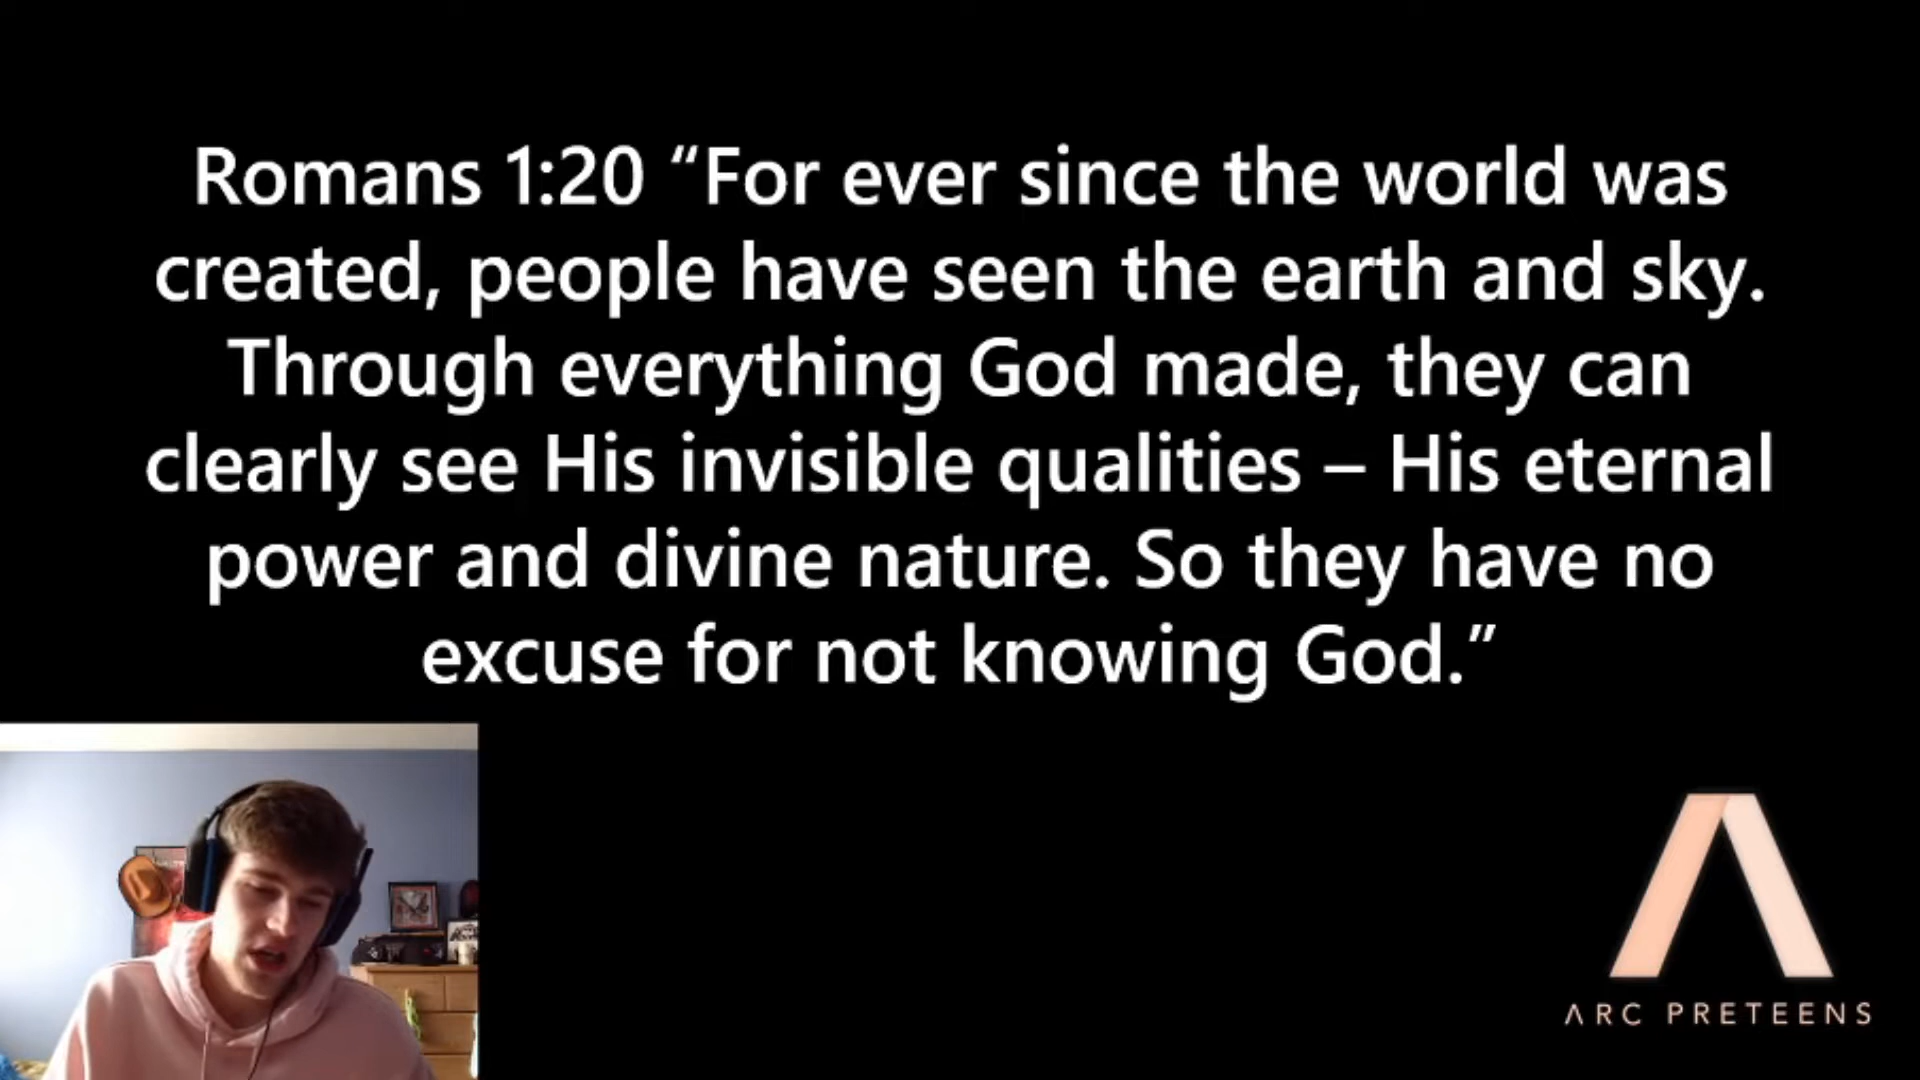 Romans 1:20 “For ever since the world was
created, people have seen the earth and sky.
Through everything God made, they can
clearly see His invisible qualities – His eternal
power and divine nature. So they have no
excuse for not knowing God.”
ARC PRETEENS